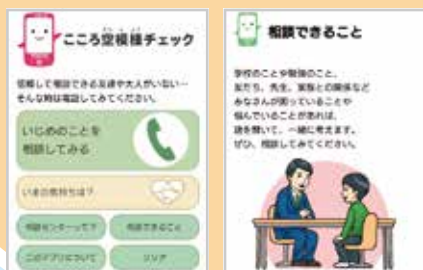 こころ空模様チェック
信頼して相談できる友達や大人がいない…
そんな時は電話してみてください。
いじめのことを
相談してみる
いまの気持ちは？
相談センターって？
相談できること
このアプリについて
リンク
相談できること
学校のことや勉強のこと、
友だち、先生、家族との関係など
みなさんが困っていることや
悩んでいることがあれば、
話を聞いて、一緒に考えます。
ぜひ、相談してみてください。